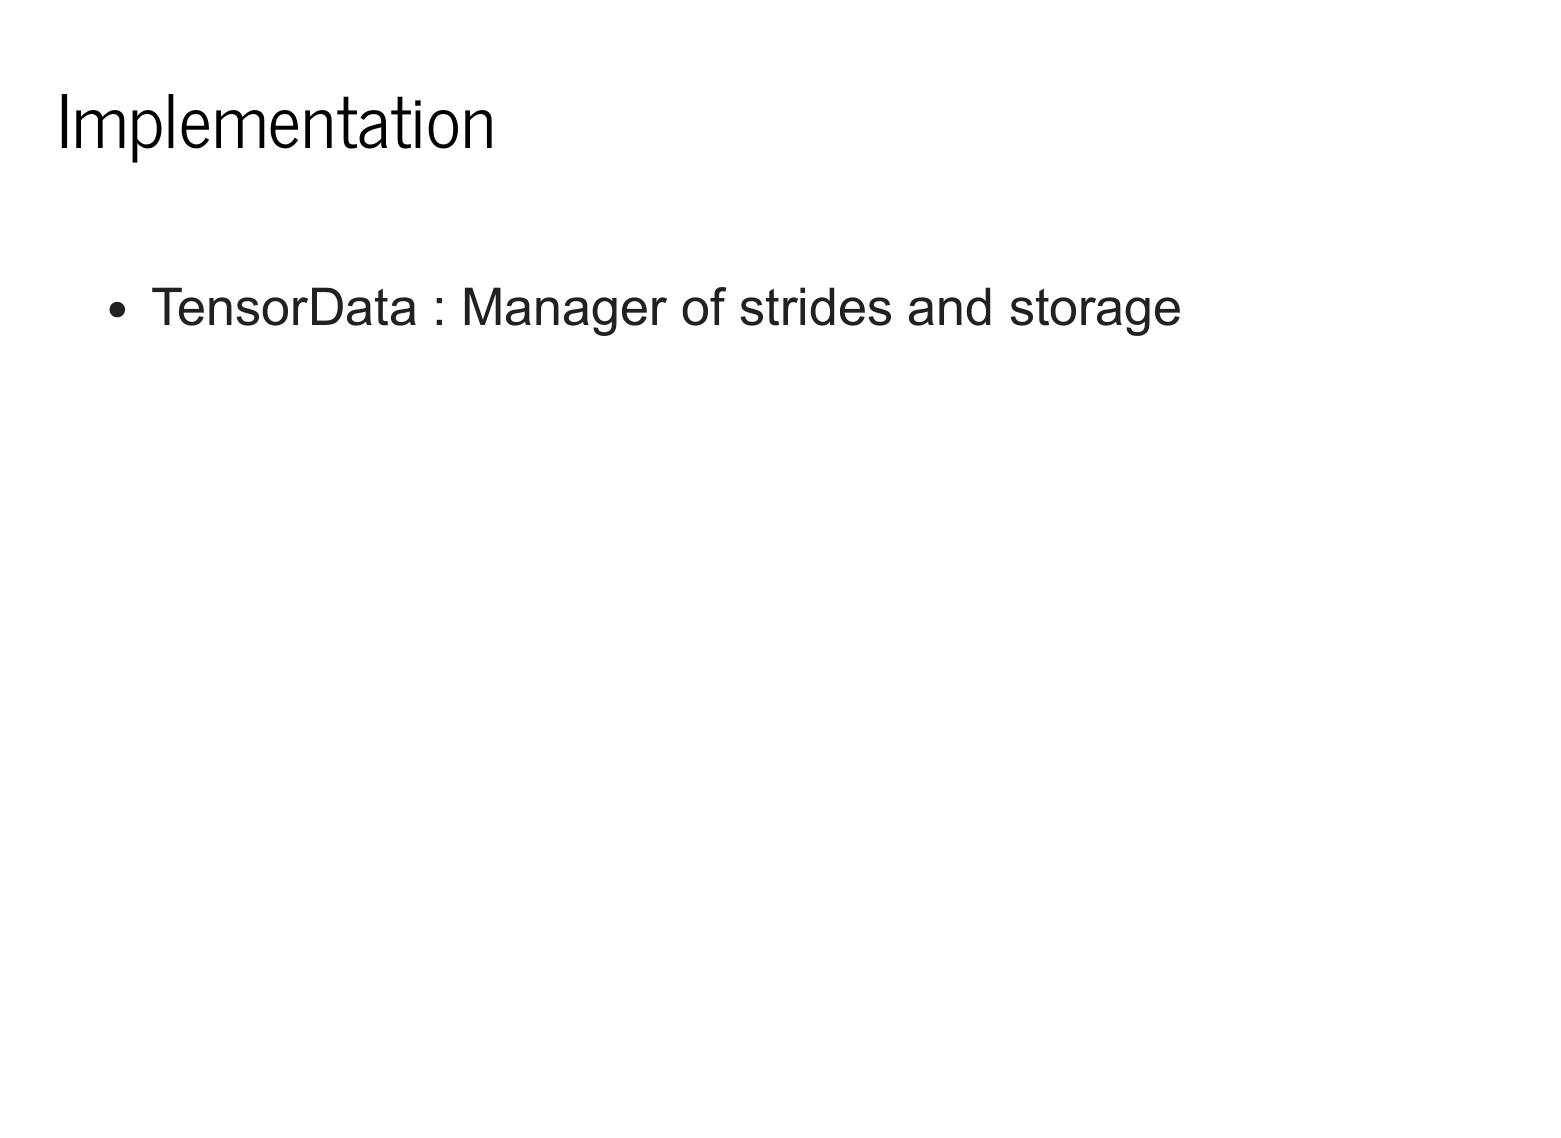 Implementation
• TensorData : Manager of strides and storage